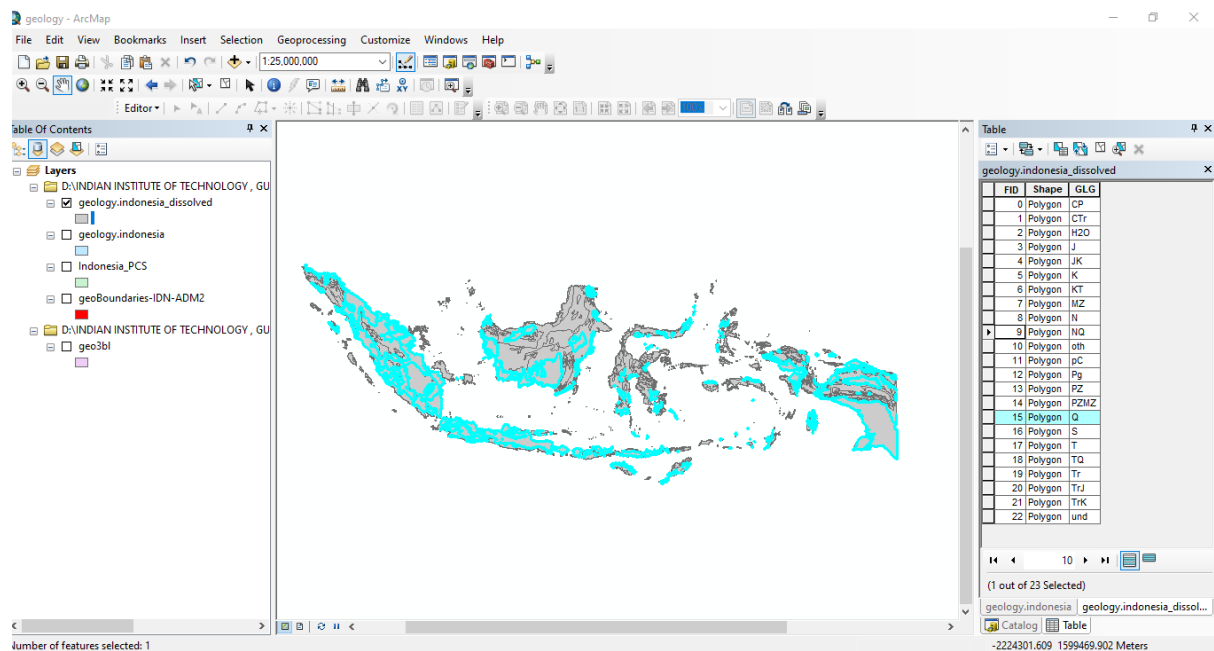 geology - ArcMap
File Edit View Bookmarks Insert Selection Geoprocessing Customize Windows Help
1:25,000,000
Editor
Table Of Contents
Table
geology.indonesia_dissolved
Layers
D:\INDIAN INSTITUTE OF TECHNOLOGY , GU
geology.indonesia_dissolved
geology.indonesia
Indonesia_PCS
geoBoundaries-IDN-ADM2
D:\INDIAN INSTITUTE OF TECHNOLOGY , GU
geo3bl
FID Shape GLG
0 Polygon CP
1 Polygon CTr
2 Polygon H2O
3 Polygon J
4 Polygon JK
5 Polygon K
6 Polygon KT
7 Polygon MZ
8 Polygon N
9 Polygon NQ
10 Polygon oth
11 Polygon pC
12 Polygon Pg
13 Polygon PZ
14 Polygon PZMZ
15 Polygon Q
16 Polygon S
17 Polygon T
18 Polygon TQ
19 Polygon Tr
20 Polygon TrJ
21 Polygon TrK
22 Polygon und
10
(1 out of 23 Selected)
geology.indonesia geology.indonesia_dissol...
Catalog Table
Number of features selected: 1
-2224301.609 1599469.902 Meters